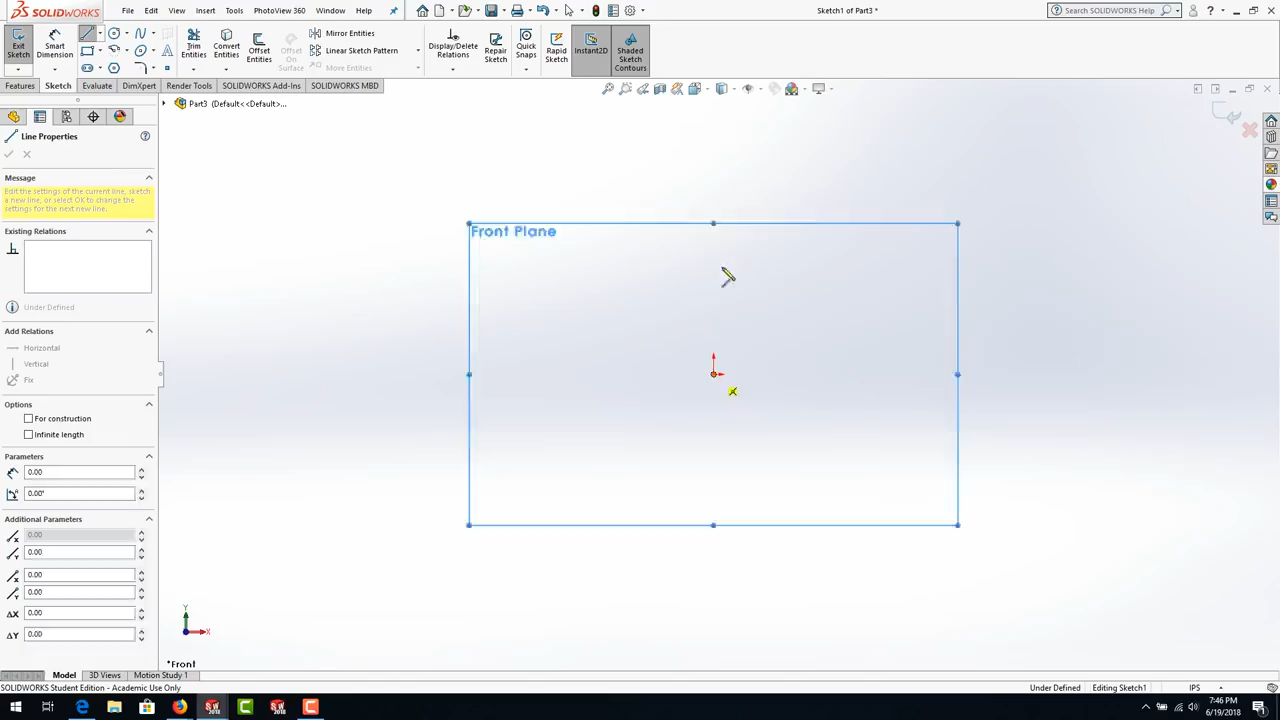 SOLIDWORKS File Edit View Insert Tools PhotoView 360 Window Help Sketch1 of Part3 * Search SOLIDWORKS Help
Exit Sketch Smart Dimension Trim Entities Convert Entities Offset Entities Offset On Surface Mirror Entities Linear Sketch Pattern Move Entities Display/Delete Relations Repair Sketch Quick Snaps Rapid Sketch Instant2D Shaded Sketch Contours
Features Sketch Evaluate DimXpert Render Tools SOLIDWORKS Add-Ins SOLIDWORKS MBD
Part3 (Default<<Default>...
Line Properties
Message
Edit the settings of the current line, sketch
a new line, or select OK to change the
settings for the next new line.
Existing Relations
Front Plane
Under Defined
Add Relations
Horizontal
Vertical
Fix
Options
For construction
Infinite length
Parameters
0.00
0.00°
Additional Parameters
0.00
0.00
0.00
0.00
ΔX 0.00
ΔY 0.00
Y
X
*Front
Model 3D Views Motion Study 1
SOLIDWORKS Student Edition - Academic Use Only Under Defined Editing Sketch1 IPS
7:46 PM
6/19/2018